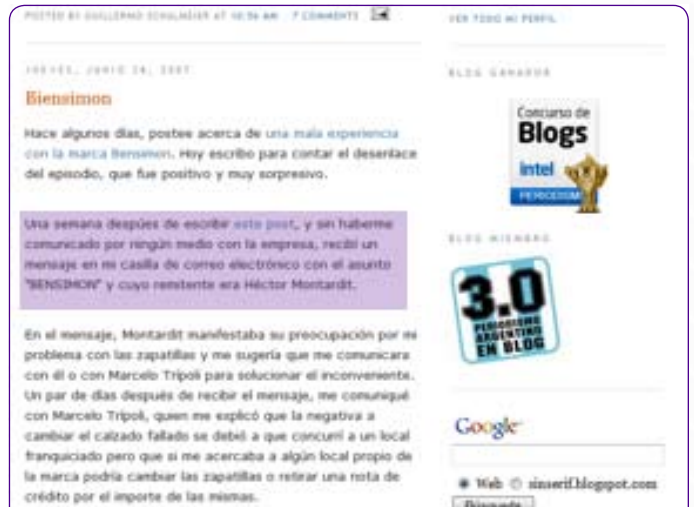 POSTED BY GUILLERMO SCHULMEIER AT 10:56 AM 7 COMMENTS
JUEVES, JUNIO 28, 2007
Biensimon
Hace algunos días, postee acerca de una mala experiencia
con la marca Bensimon. Hoy escribo para contar el desenlace
del episodio, que fue positivo y muy sorpresivo.
Una semana despúes de escribir este post, y sin haberme
comunicado por ningún medio con la empresa, recibí un
mensaje en mi casilla de correo electrónico con el asunto
"BENSIMON" y cuyo remitente era Héctor Montardit.
En el mensaje, Montardit manifestaba su preocupación por mi
problema con las zapatillas y me sugería que me comunicara
con él o con Marcelo Tripoli para solucionar el inconveniente.
Un par de días después de recibir el mensaje, me comuniqué
con Marcelo Tripoli, quien me explicó que la negativa a
cambiar el calzado fallado se debió a que concurrí a un local
franquiciado pero que si me acercaba a algún local propio de
la marca podría cambiar las zapatillas o retirar una nota de
crédito por el importe de las mismas.
VER TODO MI PERFIL
BLOG GANADOR
Concurso de
Blogs
intel
PERIODISMO
BLOG MIEMBRO
3.0
PERIODISMO
ARGENTINO
EN BLOG
Google
Web sinserif.blogspot.com
Búsqueda